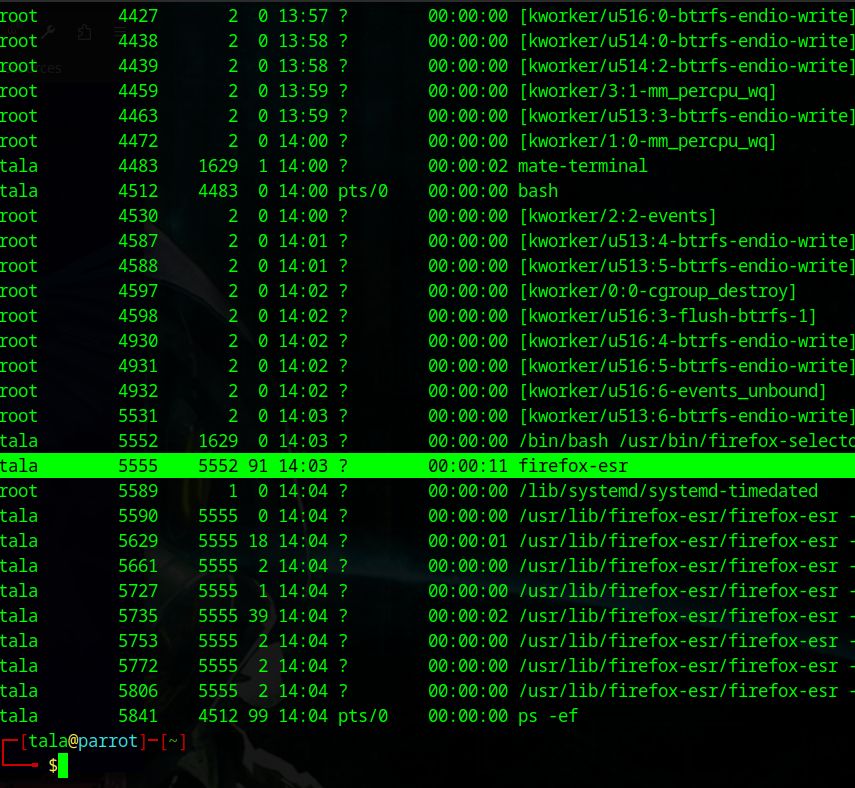 ces
root 4427 2 0 13:57 ? 00:00:00 [kworker/u516:0-btrfs-endio-write]
root 4438 2 0 13:58 ? 00:00:00 [kworker/u514:0-btrfs-endio-write]
root 4439 2 0 13:58 ? 00:00:00 [kworker/u514:2-btrfs-endio-write]
root 4459 2 0 13:59 ? 00:00:00 [kworker/3:1-mm_percpu_wq]
root 4463 2 0 13:59 ? 00:00:00 [kworker/u513:3-btrfs-endio-write]
root 4472 2 0 14:00 ? 00:00:00 [kworker/1:0-mm_percpu_wq]
tala 4483 1629 1 14:00 ? 00:00:02 mate-terminal
tala 4512 4483 0 14:00 pts/0 00:00:00 bash
root 4530 2 0 14:00 ? 00:00:00 [kworker/2:2-events]
root 4587 2 0 14:01 ? 00:00:00 [kworker/u513:4-btrfs-endio-write]
root 4588 2 0 14:01 ? 00:00:00 [kworker/u513:5-btrfs-endio-write]
root 4597 2 0 14:02 ? 00:00:00 [kworker/0:0-cgroup_destroy]
root 4598 2 0 14:02 ? 00:00:00 [kworker/u516:3-flush-btrfs-1]
root 4930 2 0 14:02 ? 00:00:00 [kworker/u516:4-btrfs-endio-write]
root 4931 2 0 14:02 ? 00:00:00 [kworker/u516:5-btrfs-endio-write]
root 4932 2 0 14:02 ? 00:00:00 [kworker/u516:6-events_unbound]
root 5531 2 0 14:03 ? 00:00:00 [kworker/u513:6-btrfs-endio-write]
tala 5552 1629 0 14:03 ? 00:00:00 /bin/bash /usr/bin/firefox-selecto
tala 5555 5552 91 14:03 ? 00:00:11 firefox-esr
root 5589 1 0 14:04 ? 00:00:00 /lib/systemd/systemd-timedated
tala 5590 5555 0 14:04 ? 00:00:00 /usr/lib/firefox-esr/firefox-esr -
tala 5629 5555 18 14:04 ? 00:00:01 /usr/lib/firefox-esr/firefox-esr -
tala 5661 5555 2 14:04 ? 00:00:00 /usr/lib/firefox-esr/firefox-esr -
tala 5727 5555 1 14:04 ? 00:00:00 /usr/lib/firefox-esr/firefox-esr -
tala 5735 5555 39 14:04 ? 00:00:02 /usr/lib/firefox-esr/firefox-esr -
tala 5753 5555 2 14:04 ? 00:00:00 /usr/lib/firefox-esr/firefox-esr -
tala 5772 5555 2 14:04 ? 00:00:00 /usr/lib/firefox-esr/firefox-esr -
tala 5806 5555 2 14:04 ? 00:00:00 /usr/lib/firefox-esr/firefox-esr -
tala 5841 4512 99 14:04 pts/0 00:00:00 ps -ef
┌─[tala@parrot]─[~]
└──╼ $